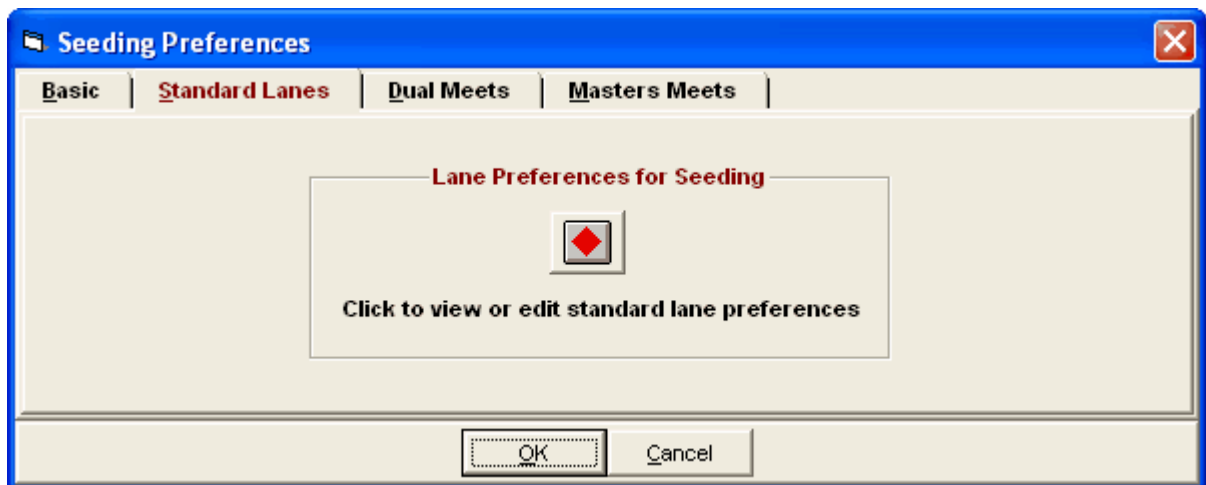 Seeding Preferences
Basic Standard Lanes Dual Meets Masters Meets
Lane Preferences for Seeding
Click to view or edit standard lane preferences
OK Cancel